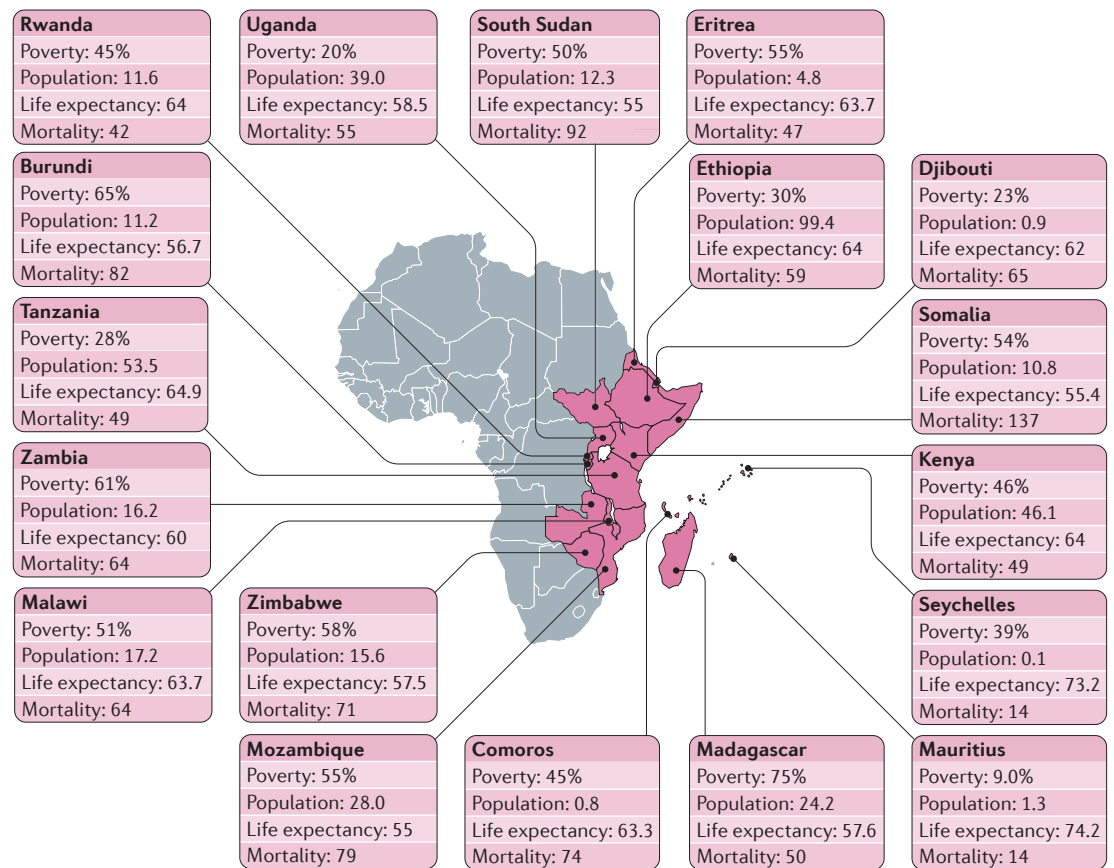 Rwanda
Poverty: 45%
Population: 11.6
Life expectancy: 64
Mortality: 42
Uganda
Poverty: 20%
Population: 39.0
Life expectancy: 58.5
Mortality: 55
South Sudan
Poverty: 50%
Population: 12.3
Life expectancy: 55
Mortality: 92
Eritrea
Poverty: 55%
Population: 4.8
Life expectancy: 63.7
Mortality: 47
Burundi
Poverty: 65%
Population: 11.2
Life expectancy: 56.7
Mortality: 82
Ethiopia
Poverty: 30%
Population: 99.4
Life expectancy: 64
Mortality: 59
Djibouti
Poverty: 23%
Population: 0.9
Life expectancy: 62
Mortality: 65
Tanzania
Poverty: 28%
Population: 53.5
Life expectancy: 64.9
Mortality: 49
Somalia
Poverty: 54%
Population: 10.8
Life expectancy: 55.4
Mortality: 137
Zambia
Poverty: 61%
Population: 16.2
Life expectancy: 60
Mortality: 64
Kenya
Poverty: 46%
Population: 46.1
Life expectancy: 64
Mortality: 49
Malawi
Poverty: 51%
Population: 17.2
Life expectancy: 63.7
Mortality: 64
Zimbabwe
Poverty: 58%
Population: 15.6
Life expectancy: 57.5
Mortality: 71
Seychelles
Poverty: 39%
Population: 0.1
Life expectancy: 73.2
Mortality: 14
Mozambique
Poverty: 55%
Population: 28.0
Life expectancy: 55
Mortality: 79
Comoros
Poverty: 45%
Population: 0.8
Life expectancy: 63.3
Mortality: 74
Madagascar
Poverty: 75%
Population: 24.2
Life expectancy: 57.6
Mortality: 50
Mauritius
Poverty: 9.0%
Population: 1.3
Life expectancy: 74.2
Mortality: 14